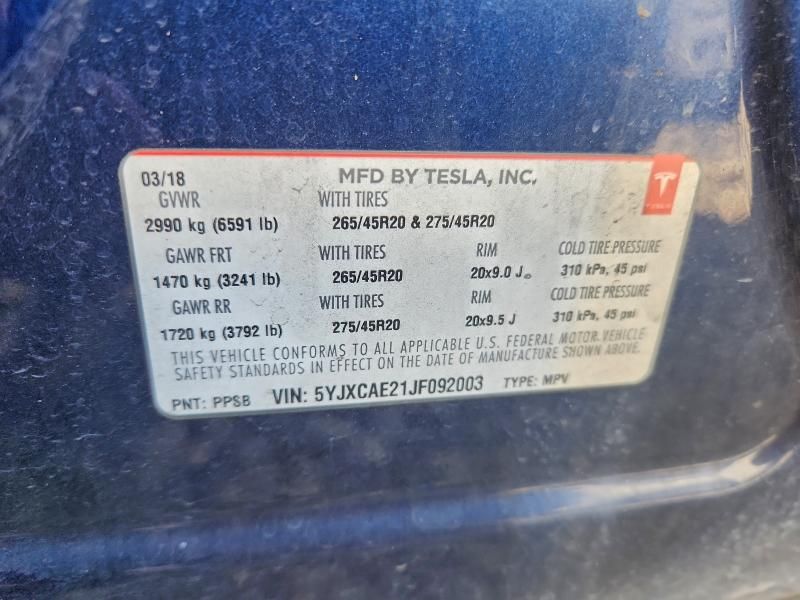 03/18 MFD BY TESLA, INC.
GVWR WITH TIRES
2990 kg (6591 lb) 265/45R20 & 275/45R20
GAWR FRT WITH TIRES RIM COLD TIRE PRESSURE
1470 kg (3241 lb) 265/45R20 20x9.0 J 310 kPa, 45 psi
GAWR RR WITH TIRES RIM COLD TIRE PRESSURE
1720 kg (3792 lb) 275/45R20 20x9.5 J 310 kPa, 45 psi
THIS VEHICLE CONFORMS TO ALL APPLICABLE U.S. FEDERAL MOTOR VEHICLE
SAFETY STANDARDS IN EFFECT ON THE DATE OF MANUFACTURE SHOWN ABOVE.
PNT: PPSB VIN: 5YJXCAE21JF092003 TYPE: MPV
TESLA